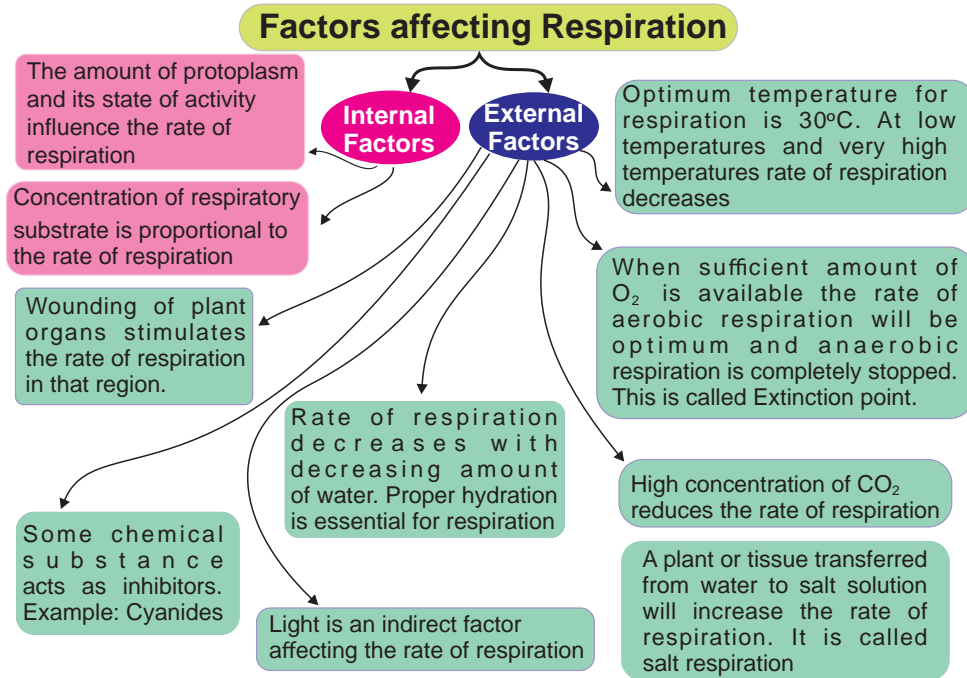 Factors affecting Respiration
Internal
Factors
External
Factors
The amount of protoplasm
and its state of activity
influence the rate of
respiration
Concentration of respiratory
substrate is proportional to
the rate of respiration
Wounding of plant
organs stimulates
the rate of respiration
in that region.
Some chemical
substance
acts as inhibitors.
Example: Cyanides
Light is an indirect factor
affecting the rate of respiration
Rate of respiration
decreases with
decreasing amount
of water. Proper hydration
is essential for respiration
Optimum temperature for
respiration is 30ºC. At low
temperatures and very high
temperatures rate of respiration
decreases
When sufficient amount of
O₂ is available the rate of
aerobic respiration will be
optimum and anaerobic
respiration is completely stopped.
This is called Extinction point.
High concentration of CO₂
reduces the rate of respiration
A plant or tissue transferred
from water to salt solution
will increase the rate of
respiration. It is called
salt respiration